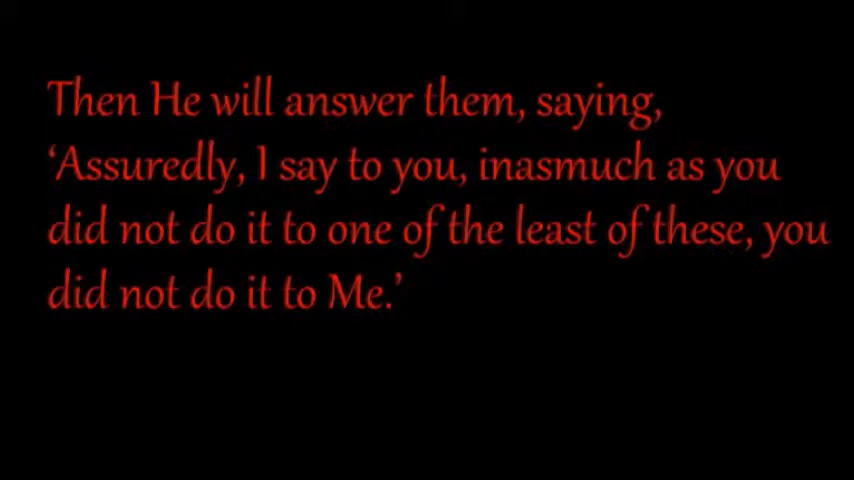 Then He will answer them, saying,
‘Assuredly, I say to you, inasmuch as you
did not do it to one of the least of these, you
did not do it to Me.’